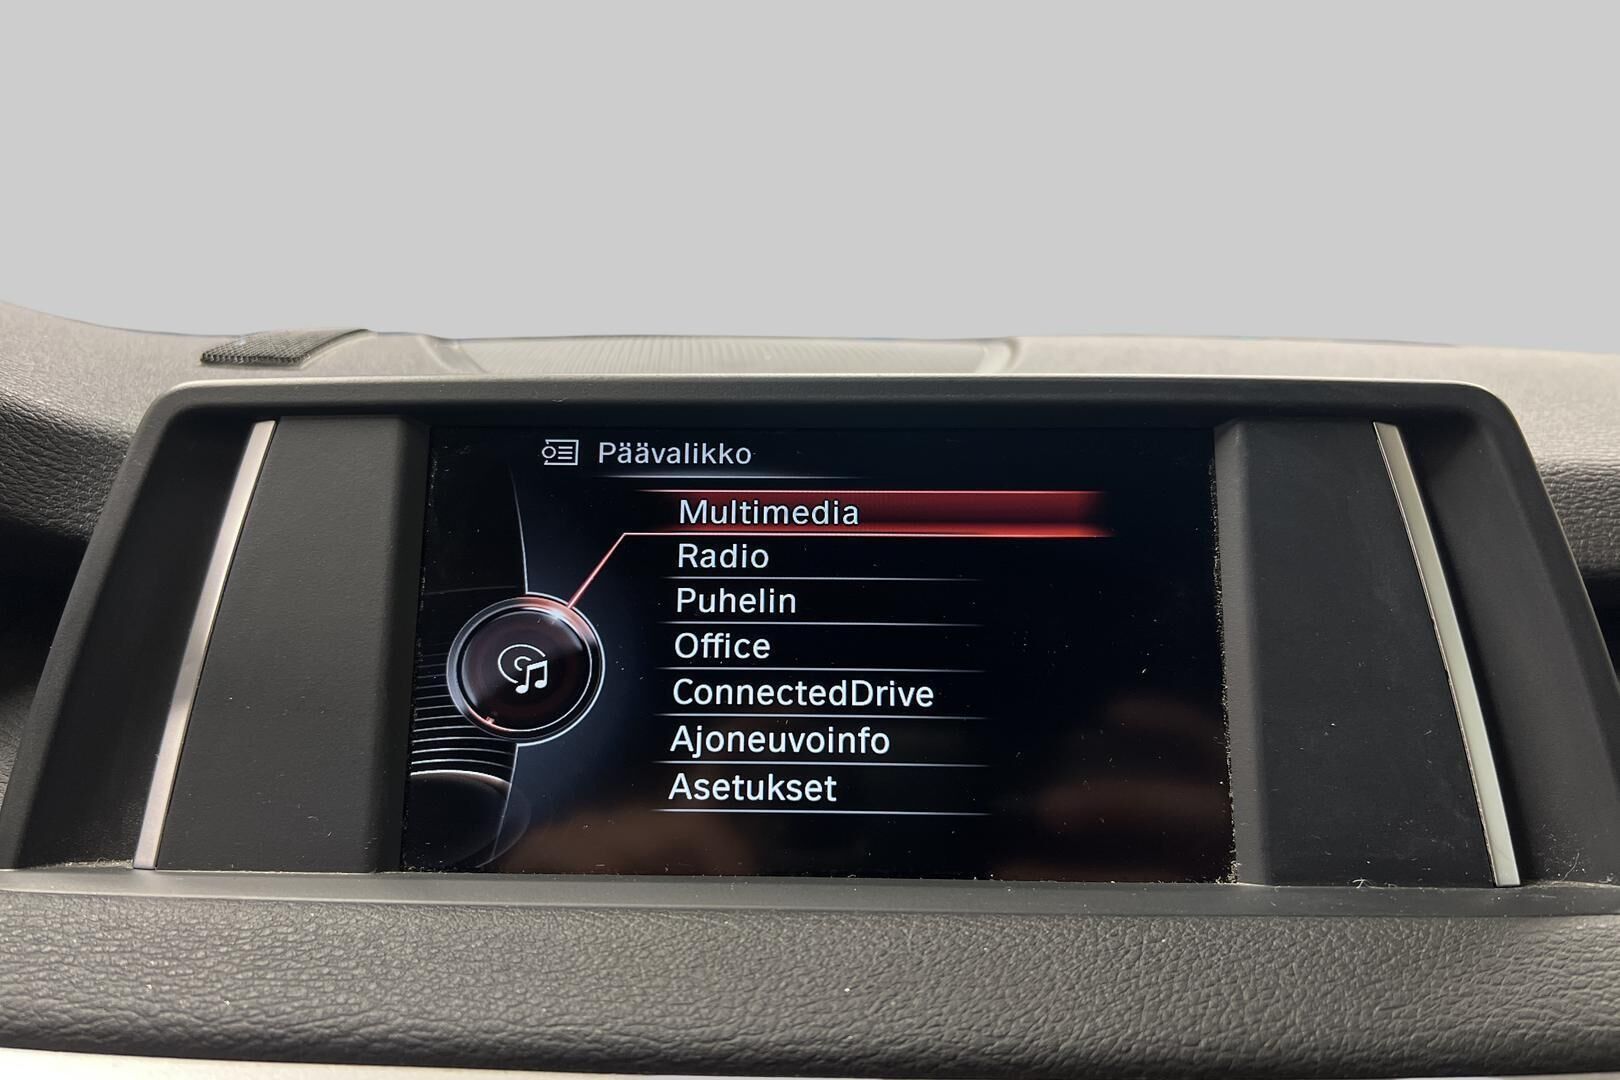 Päävalikko
Multimedia
Radio
Puhelin
Office
ConnectedDrive
Ajoneuvoinfo
Asetukset